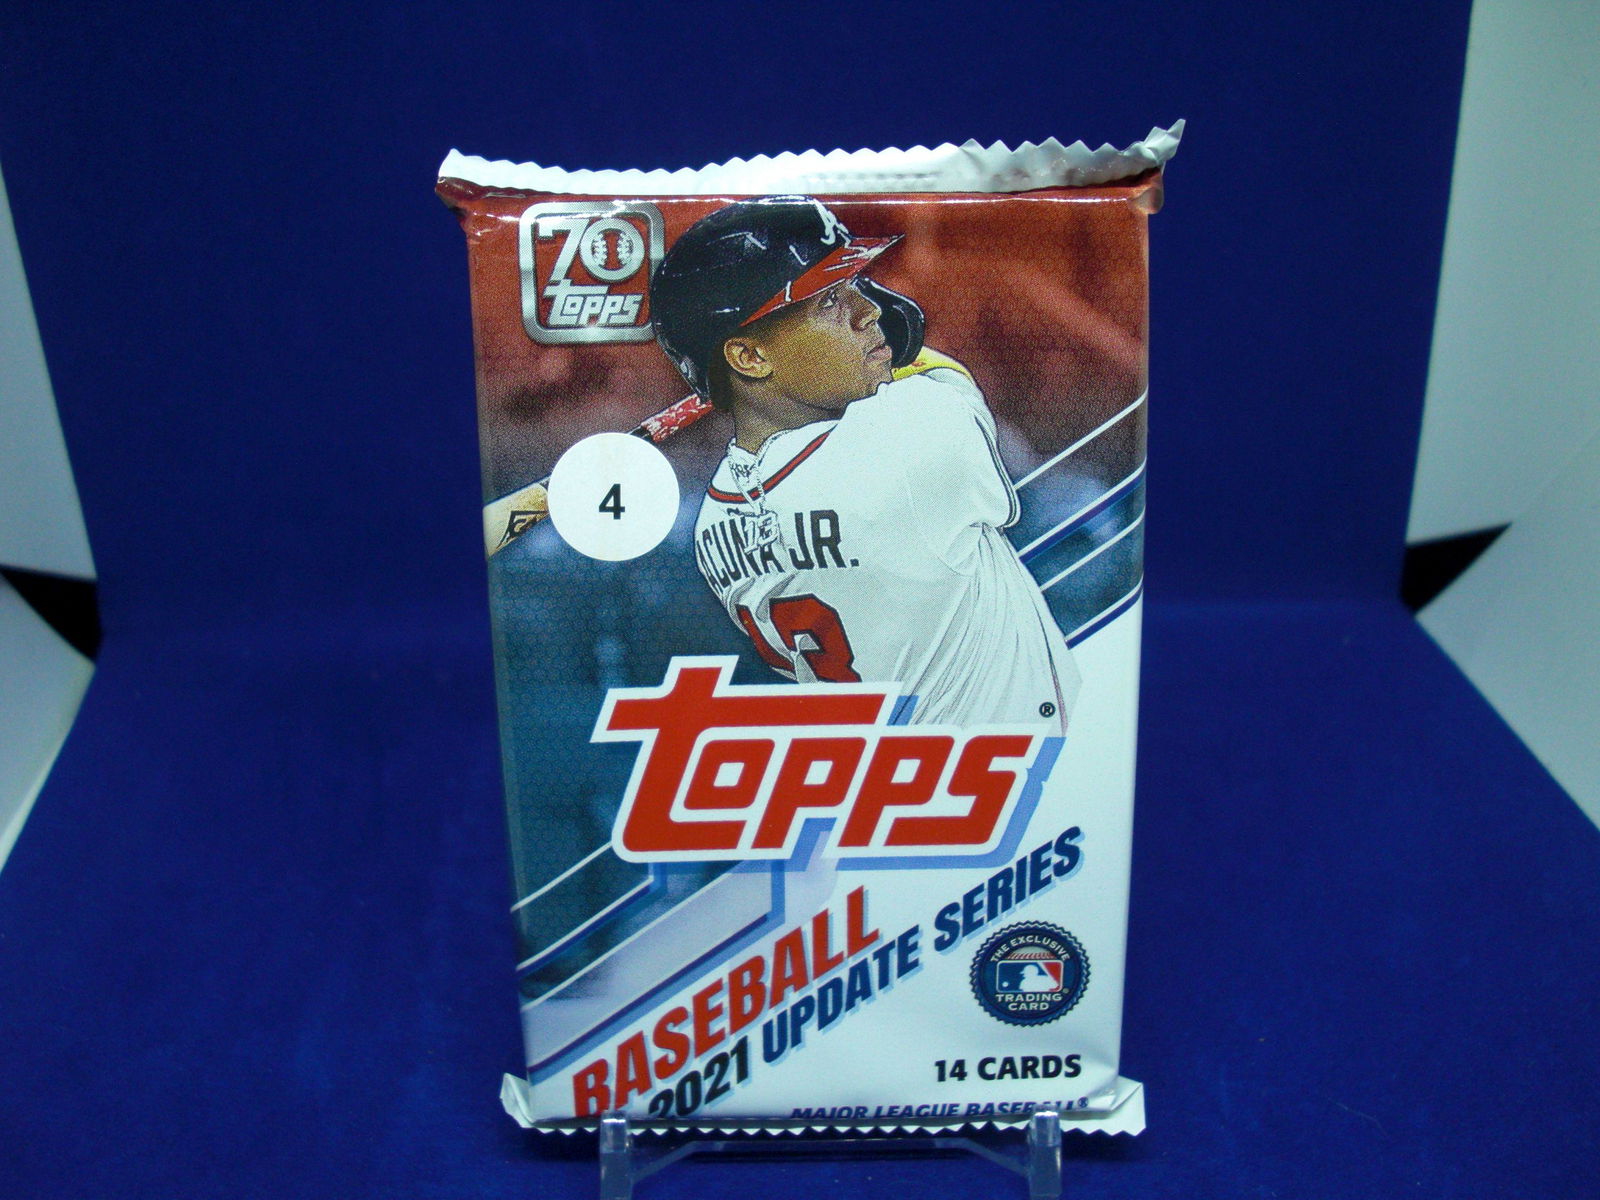 70
topps
A
4
ACUÑA JR.
13
topps®
BASEBALL
2021 UPDATE SERIES
THE EXCLUSIVE
TRADING
CARD
14 CARDS
MAJOR LEAGUE BASEBALL®